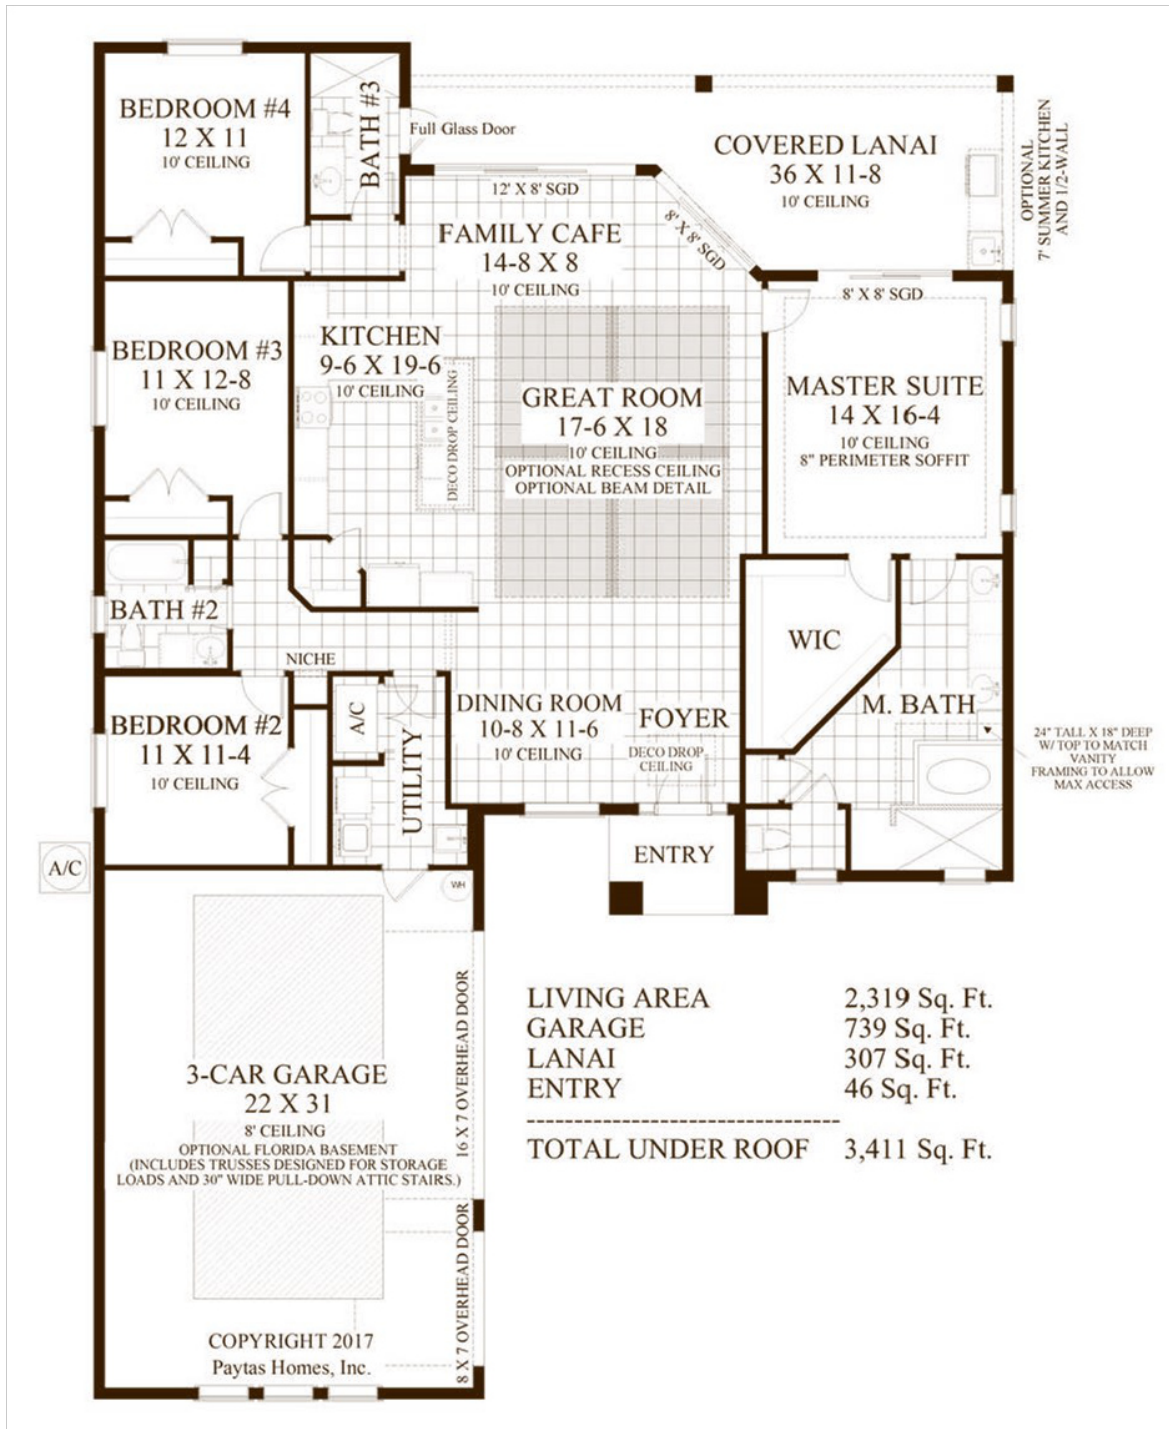 BEDROOM #4
12 X 11
10' CEILING
BATH #3
Full Glass Door
COVERED LANAI
36 X 11-8
10' CEILING
OPTIONAL
7' SUMMER KITCHEN
AND 1/2-WALL
12' X 8' SGD
8' X 8' SGD
FAMILY CAFE
14-8 X 8
10' CEILING
8' X 8' SGD
BEDROOM #3
11 X 12-8
10' CEILING
KITCHEN
9-6 X 19-6
10' CEILING
DECO DROP CEILING
GREAT ROOM
17-6 X 18
10' CEILING
OPTIONAL RECESS CEILING
OPTIONAL BEAM DETAIL
MASTER SUITE
14 X 16-4
10' CEILING
8" PERIMETER SOFFIT
BATH #2
NICHE
WIC
M. BATH
24" TALL X 18" DEEP
W/ TOP TO MATCH
VANITY
FRAMING TO ALLOW
MAX ACCESS
BEDROOM #2
11 X 11-4
10' CEILING
A/C
UTILITY
DINING ROOM
10-8 X 11-6
10' CEILING
FOYER
DECO DROP
CEILING
ENTRY
A/C
WH
LIVING AREA 2,319 Sq. Ft.
GARAGE 739 Sq. Ft.
LANAI 307 Sq. Ft.
ENTRY 46 Sq. Ft.
--------------------------------
TOTAL UNDER ROOF 3,411 Sq. Ft.
3-CAR GARAGE
22 X 31
8' CEILING
OPTIONAL FLORIDA BASEMENT
(INCLUDES TRUSSES DESIGNED FOR STORAGE
LOADS AND 30" WIDE PULL-DOWN ATTIC STAIRS.)
16 X 7 OVERHEAD DOOR
8 X 7 OVERHEAD DOOR
COPYRIGHT 2017
Paytas Homes, Inc.